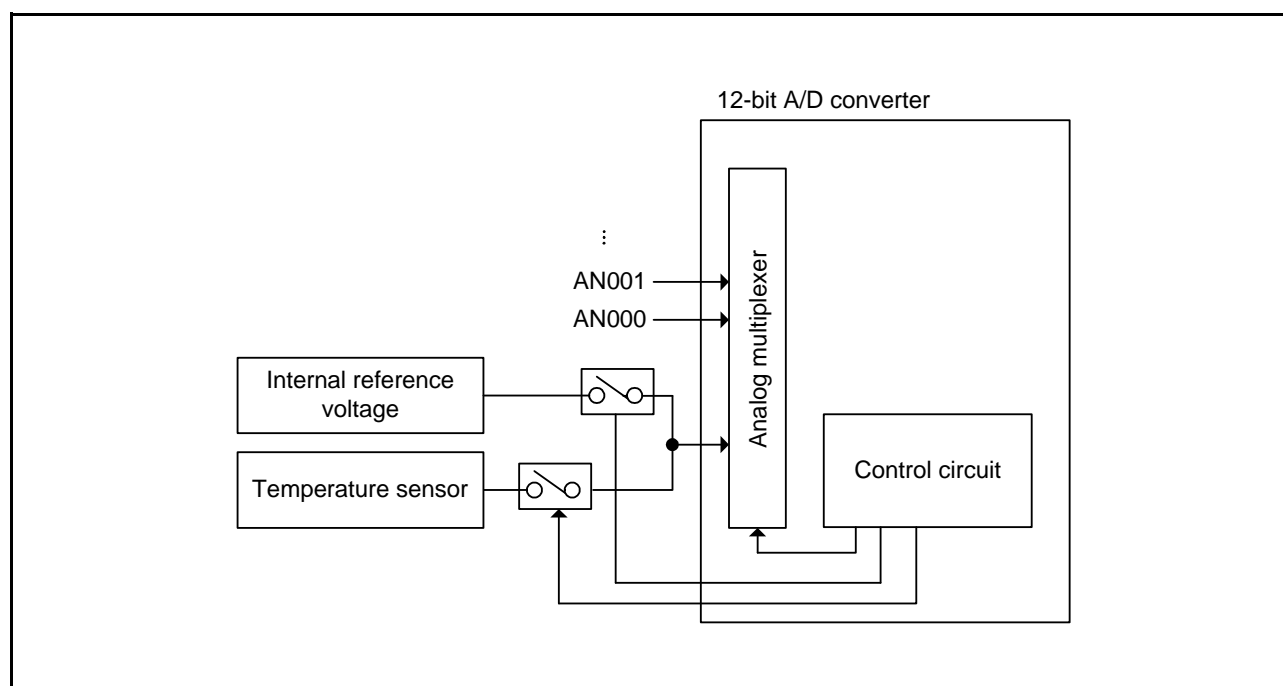 12-bit A/D converter
⋮
AN001
AN000
Analog multiplexer
Internal reference
voltage
Temperature sensor
Control circuit